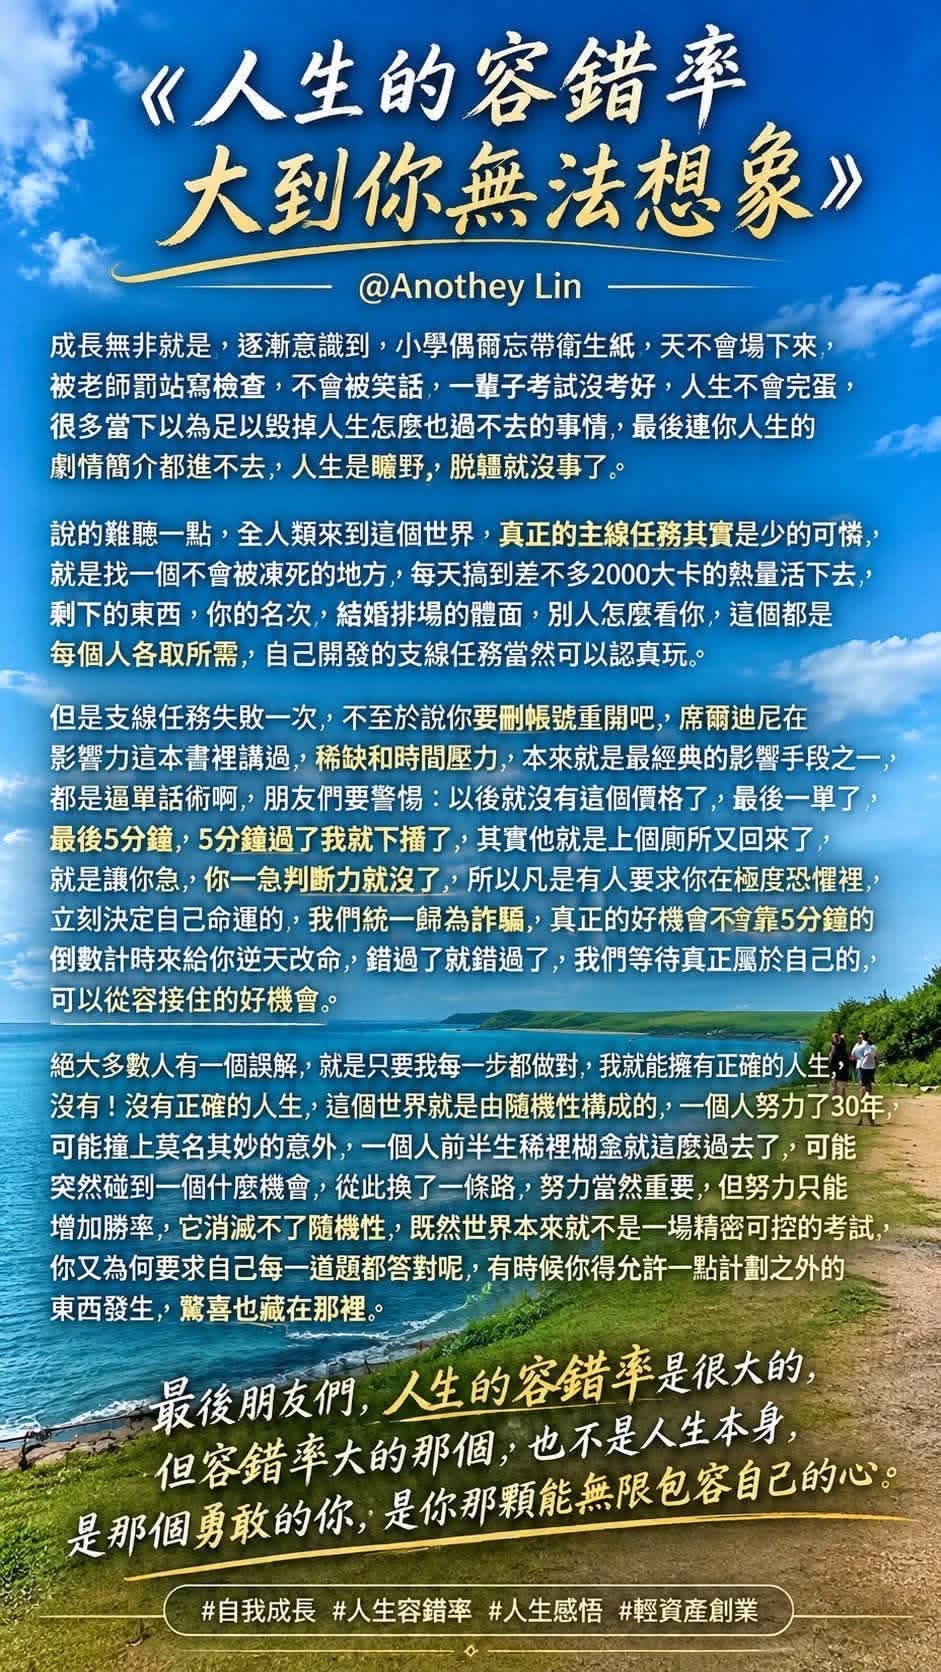 《人生的容錯率
大到你無法想象》
@Anothey Lin
成長無非就是，逐漸意識到，小學偶爾忘帶衛生紙，天不會場下來，
被老師罰站寫檢查，不會被笑話，一輩子考試沒考好，人生不會完蛋，
很多當下以為足以毀掉人生怎麼也過不去的事情，最後連你人生的
劇情簡介都進不去，人生是曠野，脫韁就沒事了。
說的難聽一點，全人類來到這個世界，真正的主線任務其實是少的可憐，
就是找一個不會被凍死的地方，每天搞到差不多2000大卡的熱量活下去，
剩下的東西，你的名次，結婚排場的體面，別人怎麼看你，這個都是
每個人各取所需，自己開發的支線任務當然可以認真玩。
但是支線任務失敗一次，不至於說你要刪帳號重開吧，席爾迪尼在
影響力這本書裡講過，稀缺和時間壓力，本來就是最經典的影響手段之一，
都是逼單話術啊，朋友們要警惕：以後就沒有這個價格了，最後一單了，
最後5分鐘，5分鐘過了我就下播了，其實他就是上個廁所又回來了，
就是讓你急，你一急判斷力就沒了，所以凡是有人要求你在極度恐懼裡，
立刻決定自己命運的，我們統一歸為詐騙，真正的好機會不會靠5分鐘的
倒數計時來給你逆天改命，錯過了就錯過了，我們等待真正屬於自己的，
可以從容接住的好機會。
絕大多數人有一個誤解，就是只要我每一步都做對，我就能擁有正確的人生，
沒有！沒有正確的人生，這個世界就是由隨機性構成的，一個人努力了30年，
可能撞上莫名其妙的意外，一個人前半生稀裡糊塗就這麼過去了，可能
突然碰到一個什麼機會，從此換了一條路，努力當然重要，但努力只能
增加勝率，它消滅不了隨機性，既然世界本來就不是一場精密可控的考試，
你又為何要求自己每一道題都答對呢，有時候你得允許一點計劃之外的
東西發生，驚喜也藏在那裡。
最後朋友們，人生的容錯率是很大的，
但容錯率大的那個，也不是人生本身，
是那個勇敢的你，是你那顆能無限包容自己的心。
#自我成長 #人生容錯率 #人生感悟 #輕資產創業